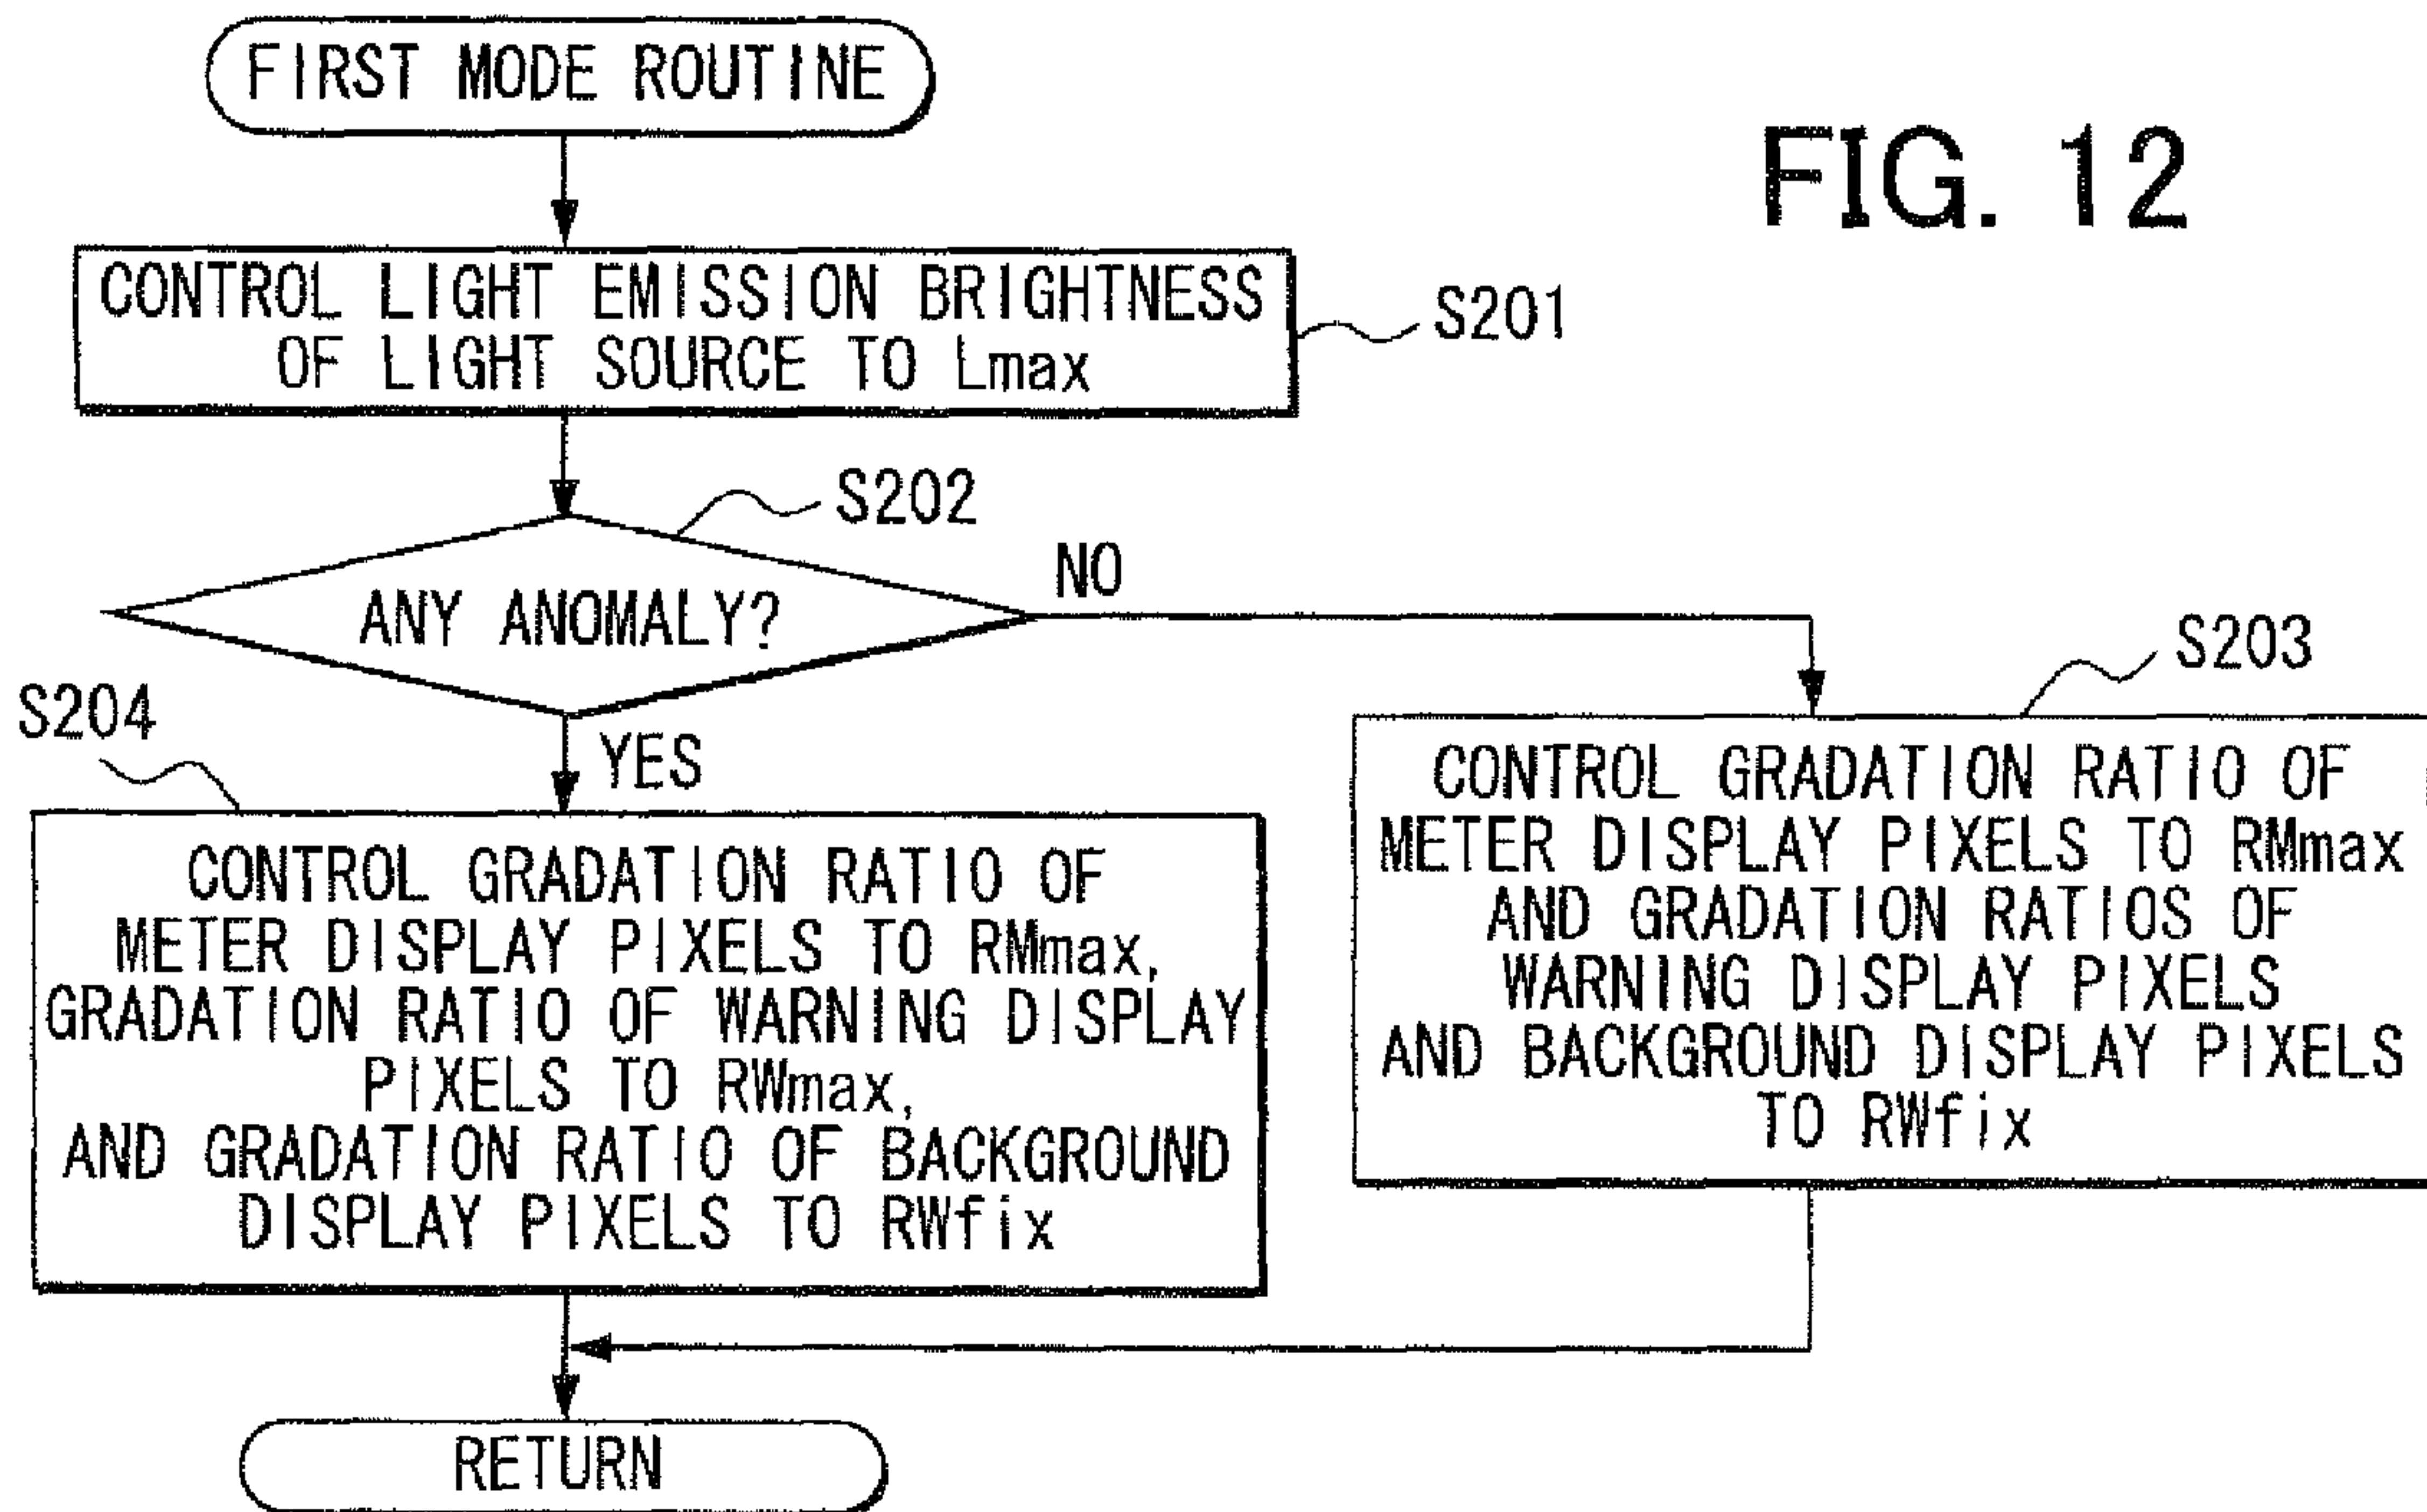 FIRST MODE ROUTINE
FIG. 12
CONTROL LIGHT EMISSION BRIGHTNESS
OF LIGHT SOURCE TO Lmax
S201
S202
ANY ANOMALY?
NO
YES
S203
CONTROL GRADATION RATIO OF
METER DISPLAY PIXELS TO RMmax
AND GRADATION RATIOS OF
WARNING DISPLAY PIXELS
AND BACKGROUND DISPLAY PIXELS
TO RWfix
S204
CONTROL GRADATION RATIO OF
METER DISPLAY PIXELS TO RMmax,
GRADATION RATIO OF WARNING DISPLAY
PIXELS TO RWmax,
AND GRADATION RATIO OF BACKGROUND
DISPLAY PIXELS TO RWfix
RETURN